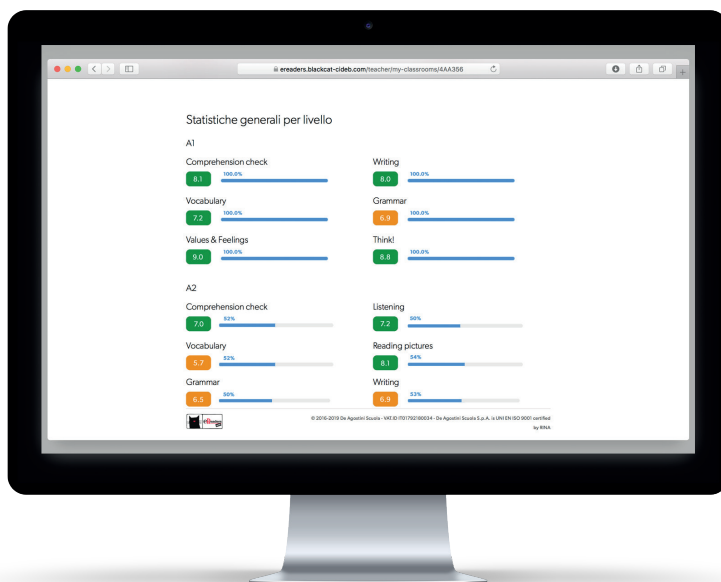 ereaders.blackcat-cideb.com/teacher/my-classrooms/4AA356
Statistiche generali per livello
A1
Comprehension check
8.1 100.0%
Writing
8.0 100.0%
Vocabulary
7.2 100.0%
Grammar
6.9 100.0%
Values & Feelings
9.0 100.0%
Think!
8.8 100.0%
A2
Comprehension check
7.0 52%
Listening
7.2 50%
Vocabulary
5.7 52%
Reading pictures
8.1 54%
Grammar
6.5 50%
Writing
6.9 53%
© 2016-2019 De Agostini Scuola - VAT ID IT01792180034 - De Agostini Scuola S.p.A. is UNI EN ISO 9001 certified
by RINA